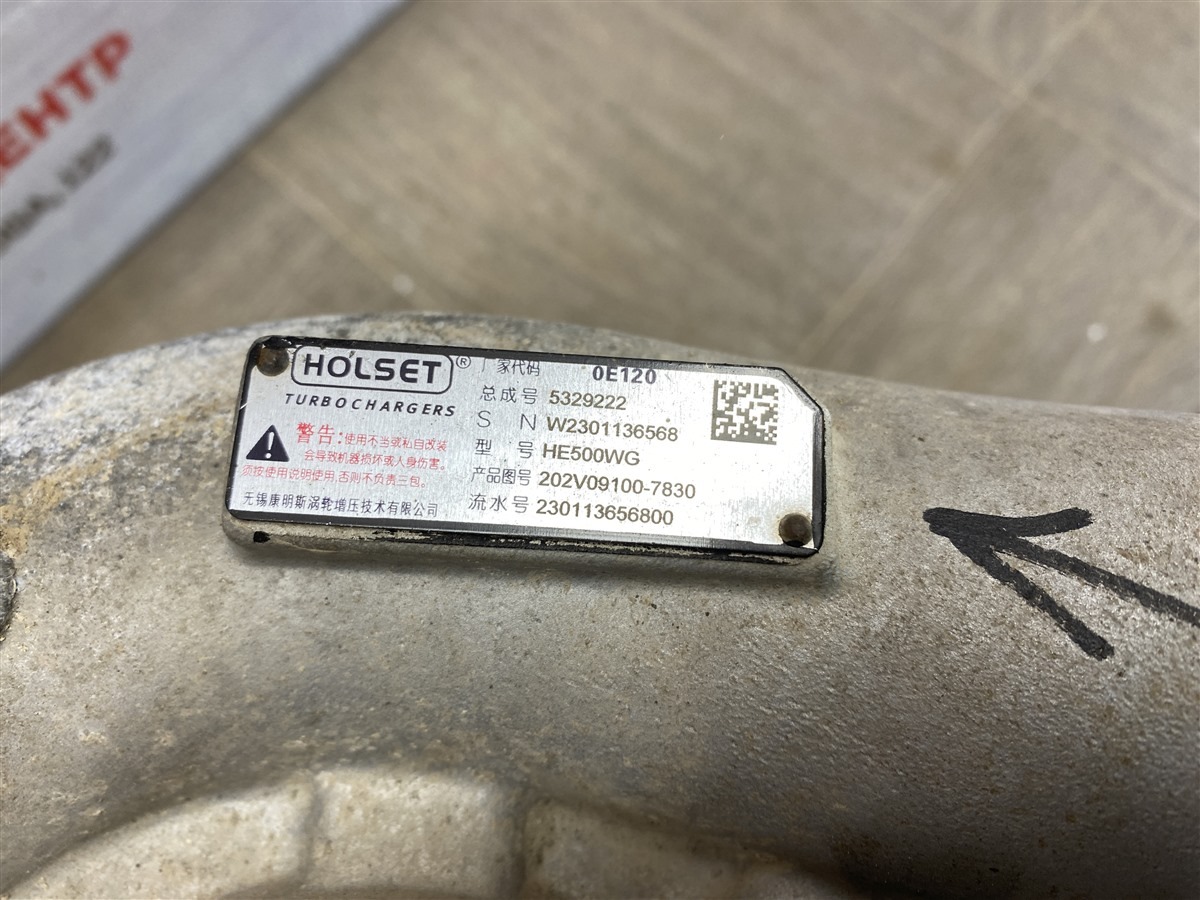 ЕНТР
HOLSET®
TURBOCHARGERS
警告:使用不当或私自改装
会导致机器损坏或人身伤害。
须按使用说明使用,否则不负责三包。
无锡康明斯涡轮增压技术有限公司
厂家代码 0E120
总成号 5329222
S N W2301136568
型 号 HE500WG
产品图号 202V09100-7830
流水号 230113656800